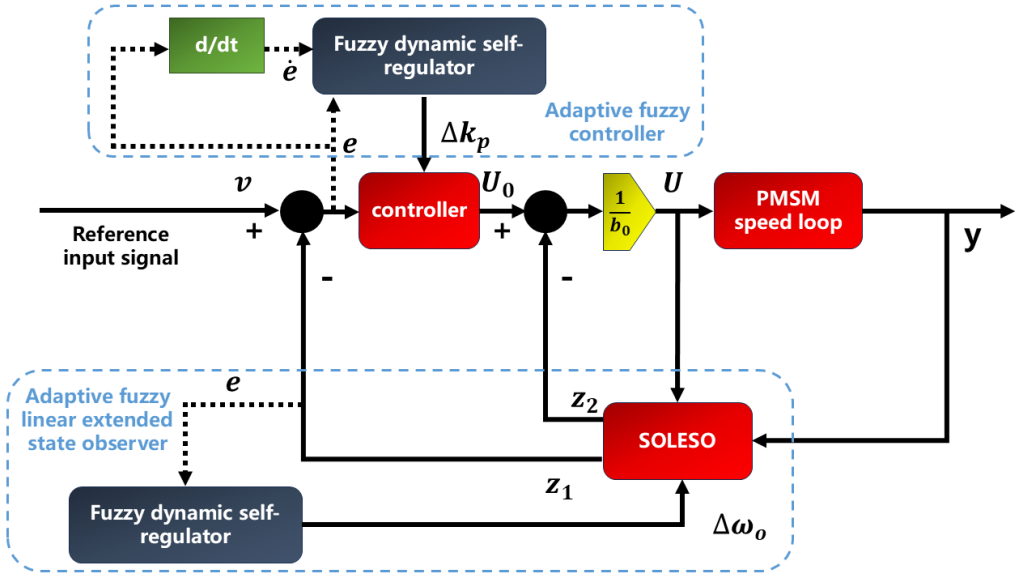 d/dt
ė
Fuzzy dynamic self-
regulator
Adaptive fuzzy
controller
e
Δk_p
v
+
Reference
input signal
-
controller
U_0
+
-
1
b_0
U
PMSM
speed loop
y
Adaptive fuzzy
linear extended
state observer
e
z_2
SOLESO
z_1
Fuzzy dynamic self-
regulator
Δω_o